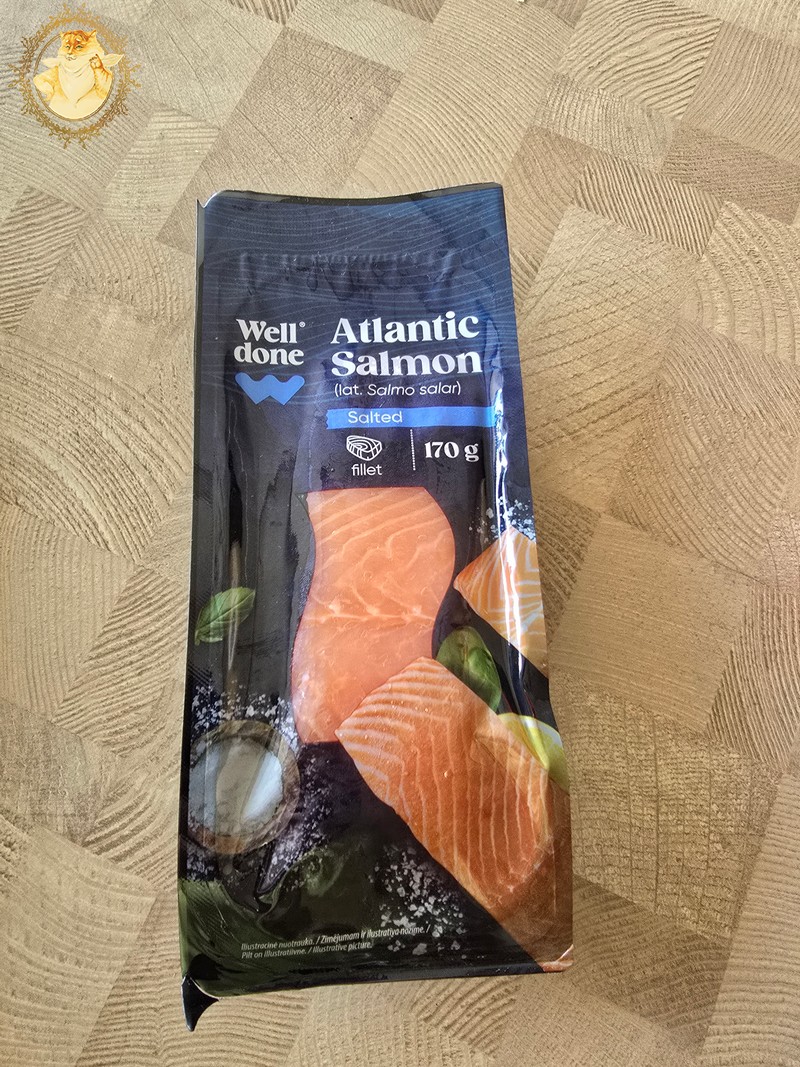 Well®
done
Atlantic
Salmon
(lat. Salmo salar)
Salted
fillet
170 g
Illustracinė nuotrauka. / Zīmējumam ir ilustratīva nozīme. /
Pilt on illustratiivne. / Illustrative picture.